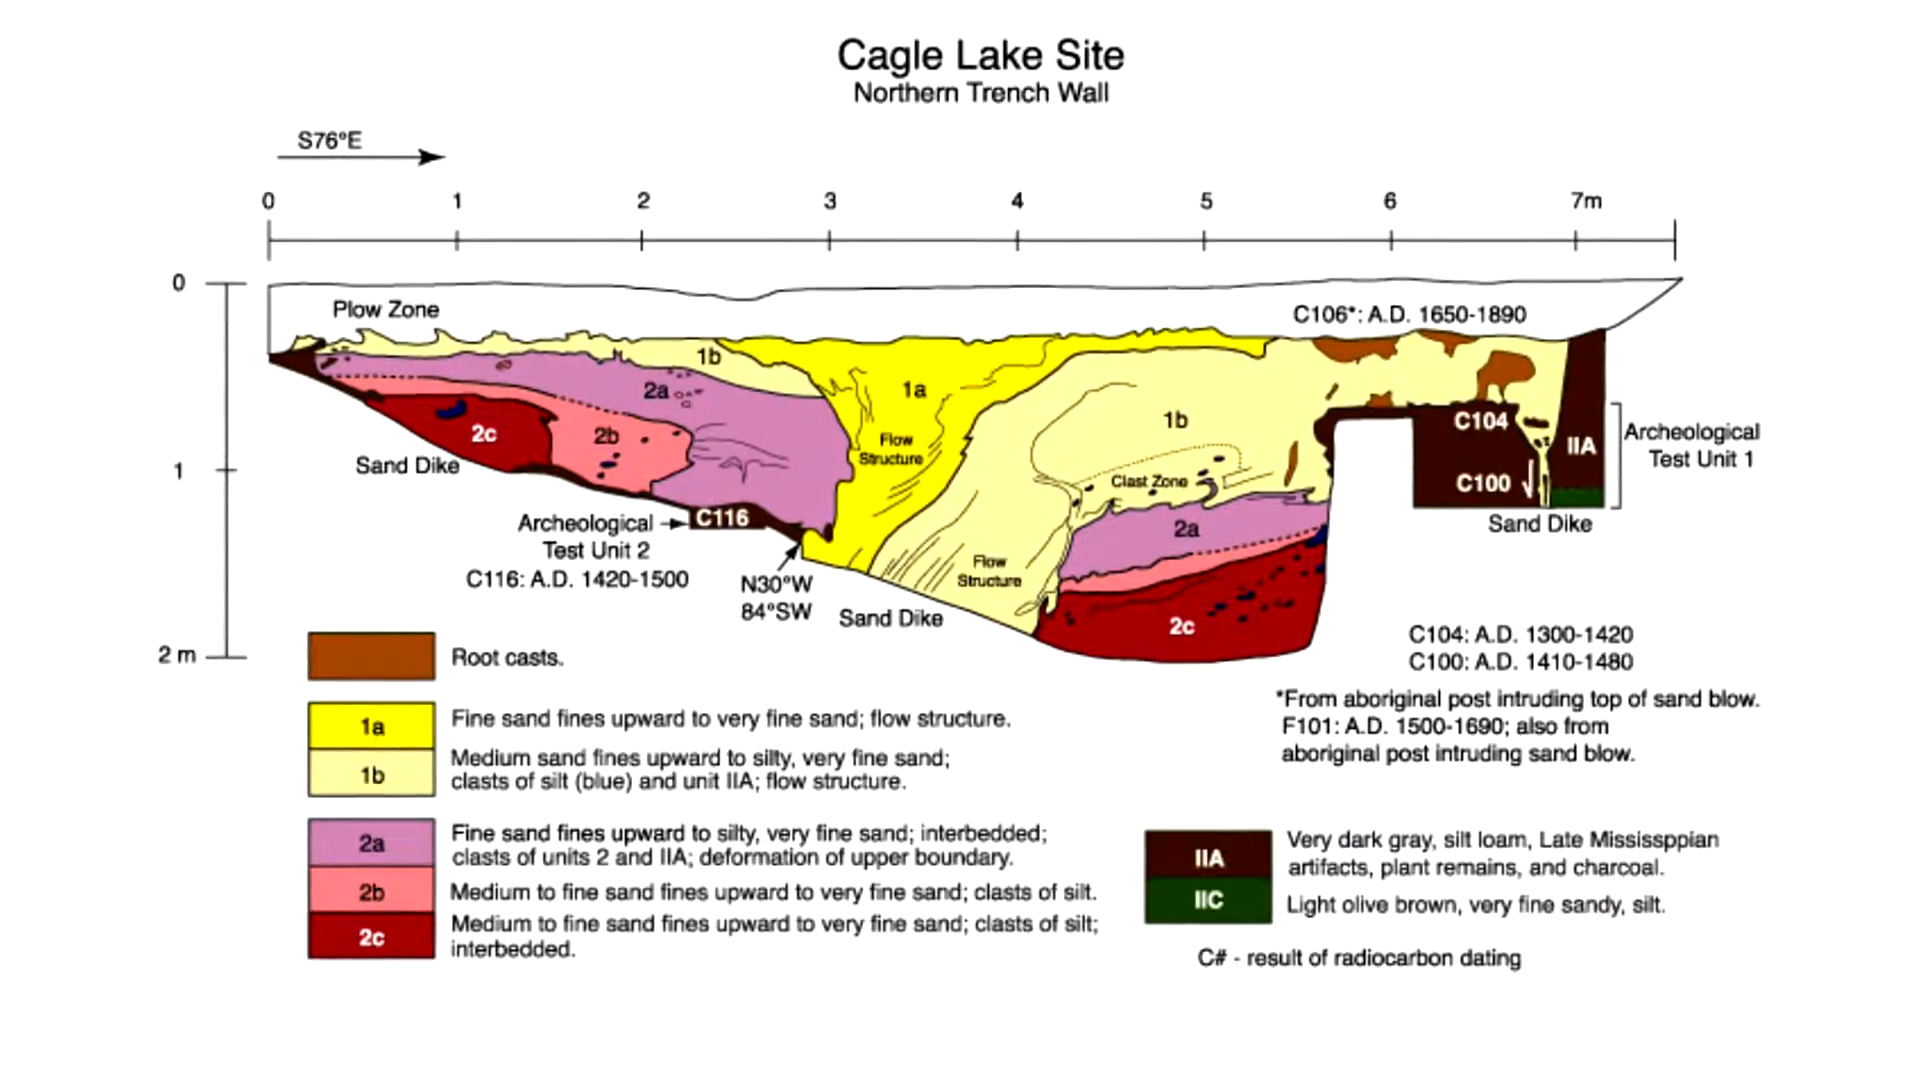 Cagle Lake Site
Northern Trench Wall
S76°E
0 1 2 3 4 5 6 7m
0
Plow Zone
C106*: A.D. 1650-1890
1b
1a
2a
1b
C104
2c
2b
Flow
Structure
IIA
Archeological
Test Unit 1
Sand Dike
1
Clast Zone
C100
Archeological
Test Unit 2
C116: A.D. 1420-1500
C116
2a
Sand Dike
Flow
Structure
N30°W
84°SW
Sand Dike
2c
2 m
C104: A.D. 1300-1420
C100: A.D. 1410-1480
*From aboriginal post intruding top of sand blow.
F101: A.D. 1500-1690; also from
aboriginal post intruding sand blow.
Root casts.
1a
Fine sand fines upward to very fine sand; flow structure.
1b
Medium sand fines upward to silty, very fine sand;
clasts of silt (blue) and unit IIA; flow structure.
2a
Fine sand fines upward to silty, very fine sand; interbedded;
clasts of units 2 and IIA; deformation of upper boundary.
2b
Medium to fine sand fines upward to very fine sand; clasts of silt.
2c
Medium to fine sand fines upward to very fine sand; clasts of silt;
interbedded.
IIA
Very dark gray, silt loam, Late Mississppian
artifacts, plant remains, and charcoal.
IIC
Light olive brown, very fine sandy, silt.
C# - result of radiocarbon dating